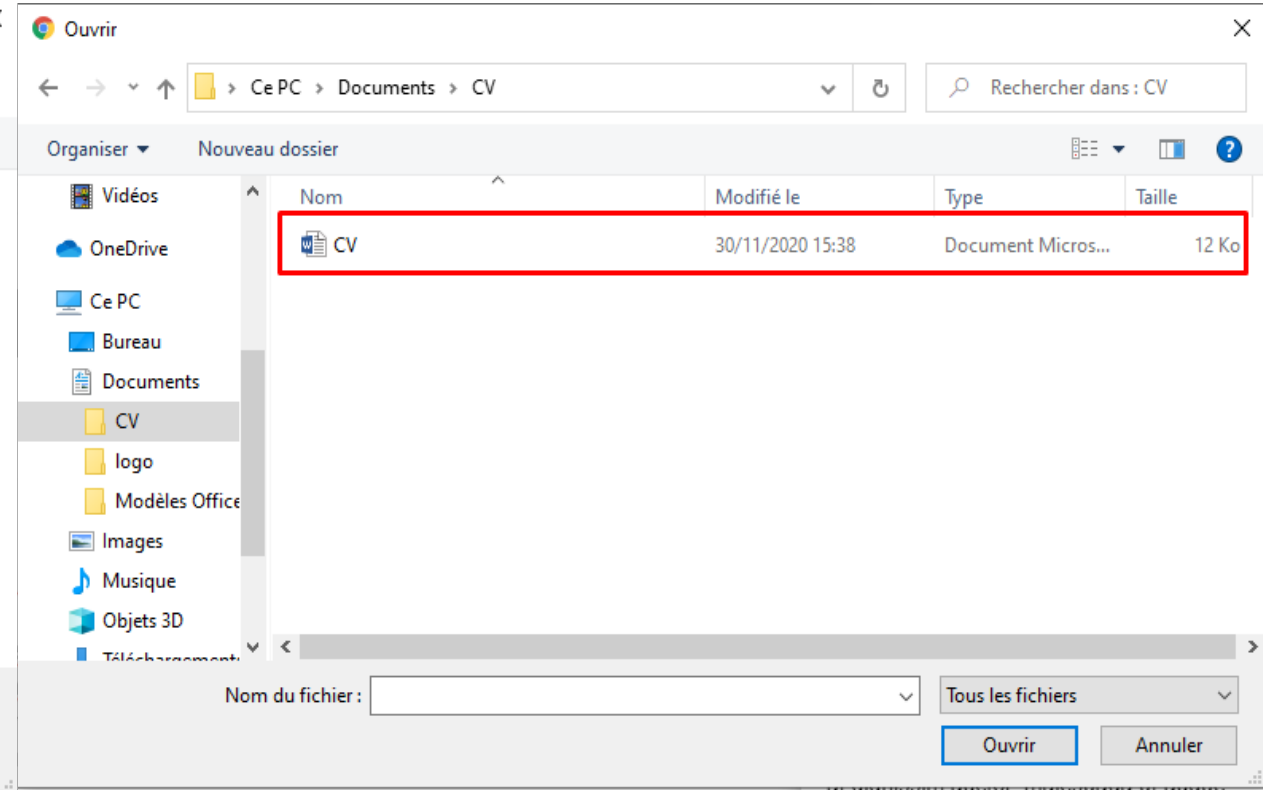 Ouvrir
Ce PC > Documents > CV
Rechercher dans : CV
Organiser
Nouveau dossier
Vidéos
OneDrive
Ce PC
Bureau
Documents
CV
logo
Modèles Office
Images
Musique
Objets 3D
Nom Modifié le Type Taille
CV 30/11/2020 15:38 Document Micros... 12 Ko
Nom du fichier :
Tous les fichiers
Ouvrir
Annuler